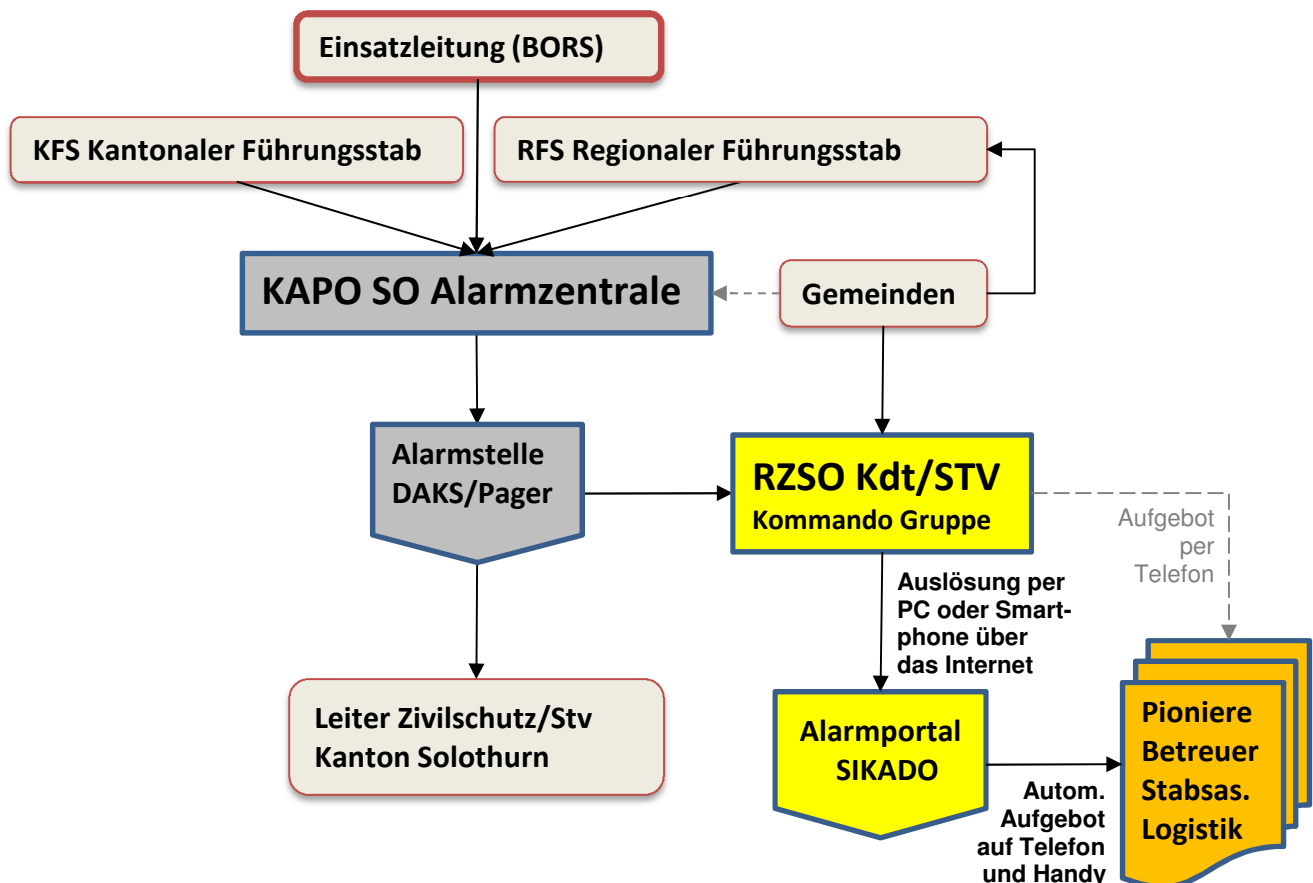 Einsatzleitung (BORS)
KFS Kantonaler Führungsstab
RFS Regionaler Führungsstab
KAPO SO Alarmzentrale
Gemeinden
Alarmstelle
DAKS/Pager
RZSO Kdt/STV
Kommando Gruppe
Aufgebot
per
Telefon
Auslösung per
PC oder Smart-
phone über
das Internet
Leiter Zivilschutz/Stv
Kanton Solothurn
Alarmportal
SIKADO
Autom.
Aufgebot
auf Telefon
und Handy
Pioniere
Betreuer
Stabsas.
Logistik